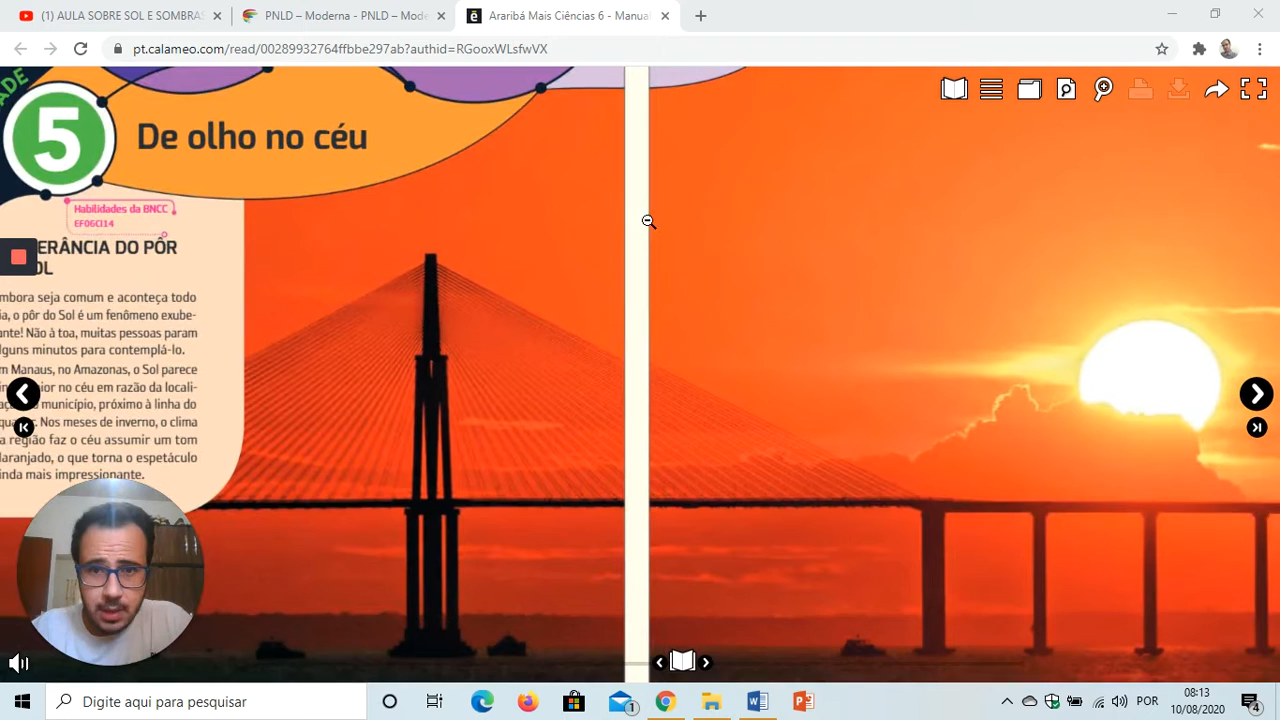 (1) AULA SOBRE SOL E SOMBRAS
PNLD – Moderna - PNLD – Mode
Araribá Mais Ciências 6 - Manua
pt.calameo.com/read/00289932764ffbbe297ab?authid=RGooxWLsfwVX
ADE
5
De olho no céu
Habilidades da BNCC
EF06CI14
ERÂNCIA DO PÔR
OL
mbora seja comum e aconteça todo
ia, o pôr do Sol é um fenômeno exube-
ante! Não à toa, muitas pessoas param
lguns minutos para contemplá-lo.
m Manaus, no Amazonas, o Sol parece
ior no céu em razão da locali-
município, próximo à linha do
quador. Nos meses de inverno, o clima
a região faz o céu assumir um tom
laranjado, o que torna o espetáculo
inda mais impressionante.
Digite aqui para pesquisar
1
POR
08:13
10/08/2020
4